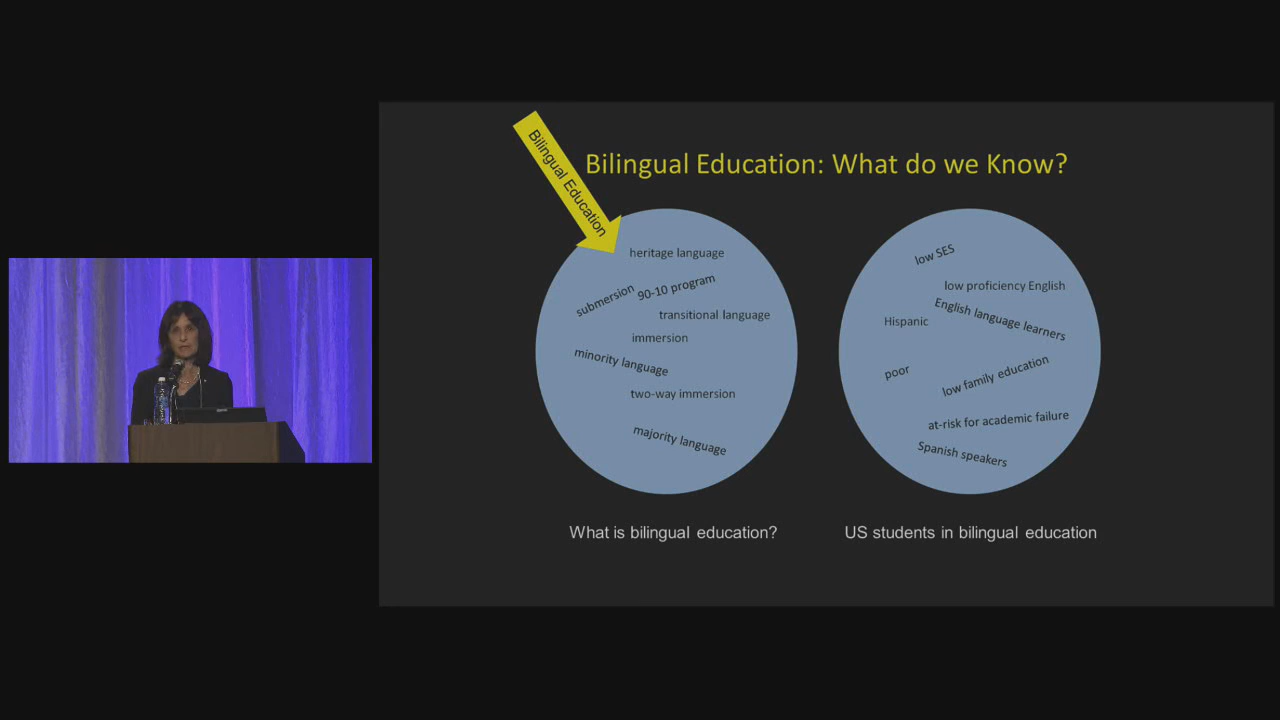 Bilingual Education
Bilingual Education: What do we Know?
heritage language
submersion
90-10 program
transitional language
immersion
minority language
two-way immersion
majority language
What is bilingual education?
low SES
low proficiency English
English language learners
Hispanic
poor
low family education
at-risk for academic failure
Spanish speakers
US students in bilingual education